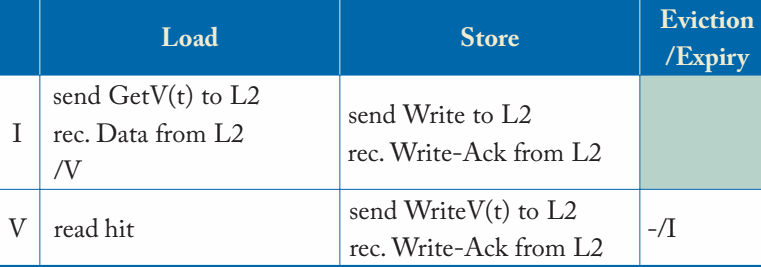 Load Store Eviction
/Expiry
I
send GetV(t) to L2
rec. Data from L2
/V
send Write to L2
rec. Write-Ack from L2
V
read hit
send WriteV(t) to L2
rec. Write-Ack from L2
-/I